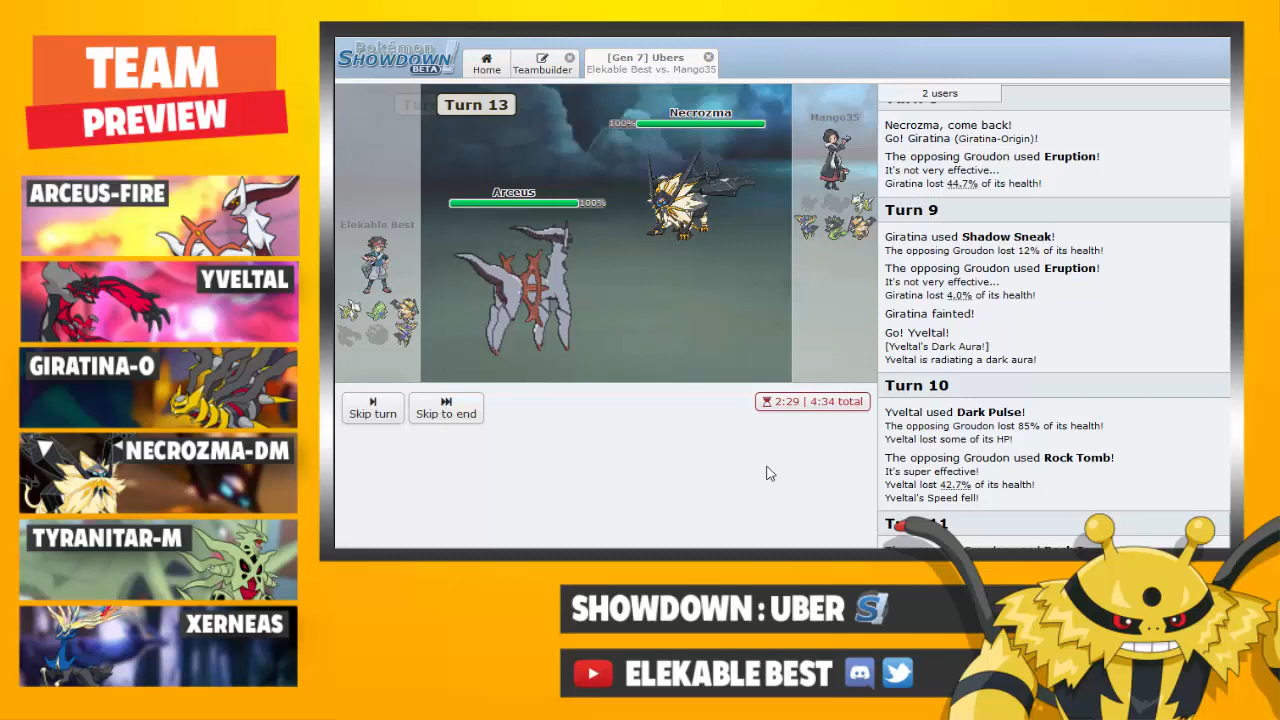 TEAM
PREVIEW
ARCEUS-FIRE
YVELTAL
GIRATINA-O
NECROZMA-DM
TYRANITAR-M
XERNEAS
Pokémon
SHOWDOWN
BETA
Home
Teambuilder
[Gen 7] Ubers
Elekable Best vs. Mango35
Turn 13
Necrozma
100%
Arceus
100%
Elekable Best
Mango35
2 users
Necrozma, come back!
Go! Giratina (Giratina-Origin)!
The opposing Groudon used Eruption!
It's not very effective...
Giratina lost 44.7% of its health!
Turn 9
Giratina used Shadow Sneak!
The opposing Groudon lost 12% of its health!
The opposing Groudon used Eruption!
It's not very effective...
Giratina lost 4.0% of its health!
Giratina fainted!
Go! Yveltal!
[Yveltal's Dark Aura!]
Yveltal is radiating a dark aura!
Turn 10
Yveltal used Dark Pulse!
The opposing Groudon lost 85% of its health!
Yveltal lost some of its HP!
The opposing Groudon used Rock Tomb!
It's super effective!
Yveltal lost 42.7% of its health!
Yveltal's Speed fell!
Skip turn
Skip to end
2:29 | 4:34 total
SHOWDOWN : UBER S
ELEKABLE BEST